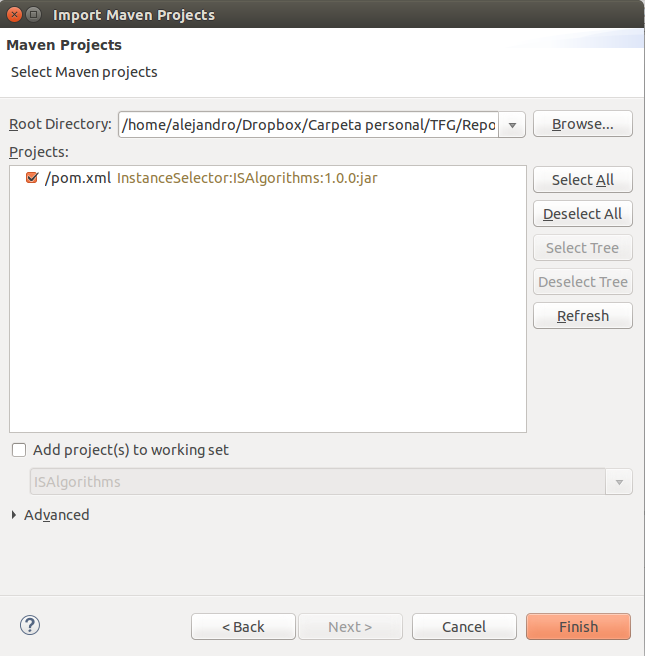 Import Maven Projects
Maven Projects
Select Maven projects
Root Directory: /home/alejandro/Dropbox/Carpeta personal/TFG/Repo Browse...
Projects:
/pom.xml InstanceSelector:ISAlgorithms:1.0.0:jar
Select All
Deselect All
Select Tree
Deselect Tree
Refresh
Add project(s) to working set
ISAlgorithms
Advanced
? < Back Next > Cancel Finish